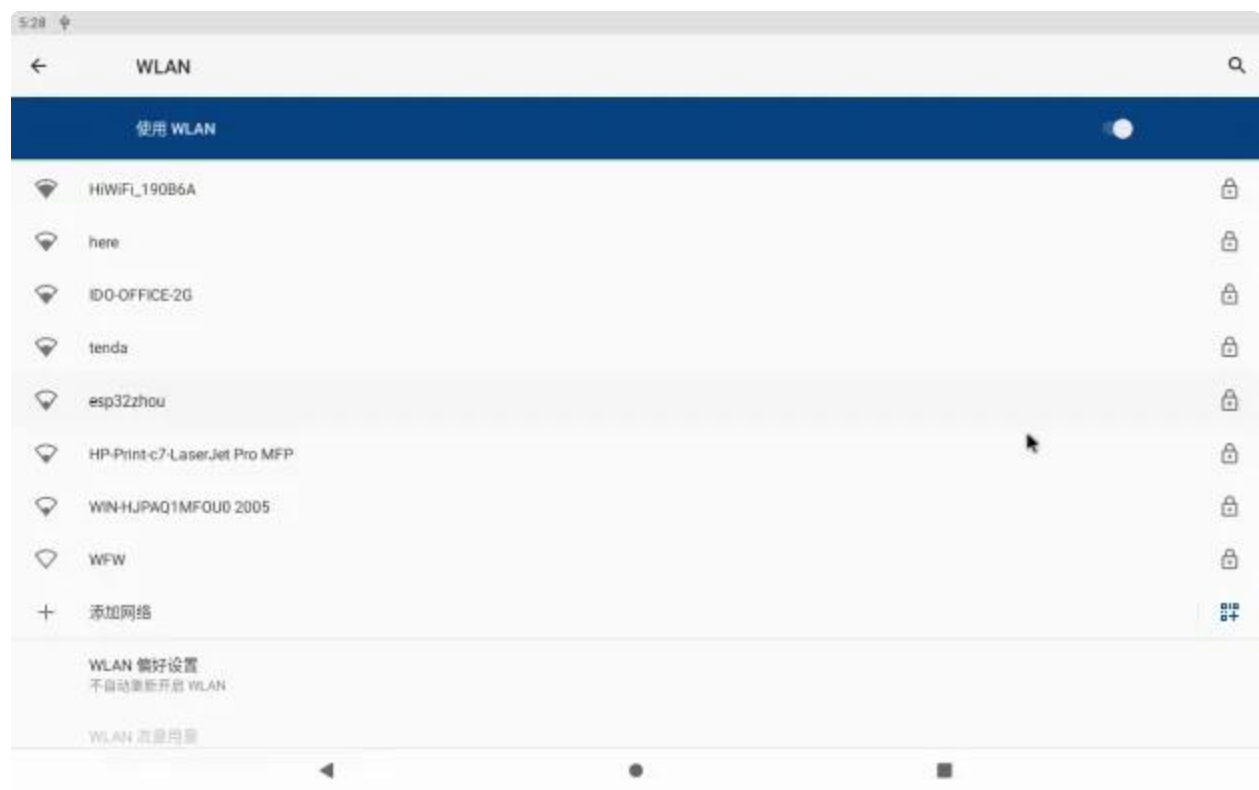 5:28
WLAN
使用 WLAN
HiWiFi_190B6A
here
IDO-OFFICE-2G
tenda
esp32zhou
HP-Print-c7-LaserJet Pro MFP
WIN-HJPAQ1MFOU0 2005
WFW
添加网络
WLAN 偏好设置
不自动重新开启 WLAN
WLAN 流量用量